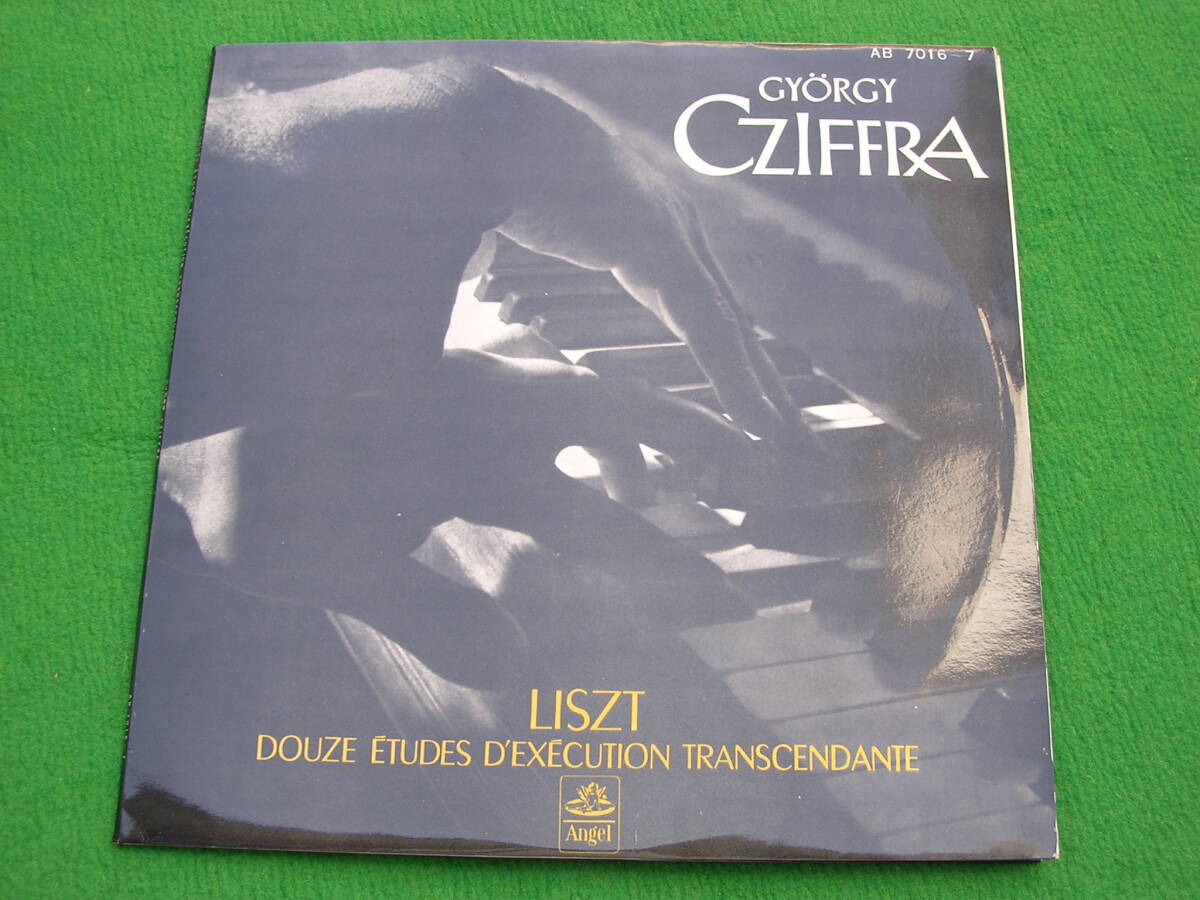 AB 7016~7
GYÖRGY
CZIFFRA
LISZT
DOUZE ÉTUDES D'EXÉCUTION TRANSCENDANTE
Angel